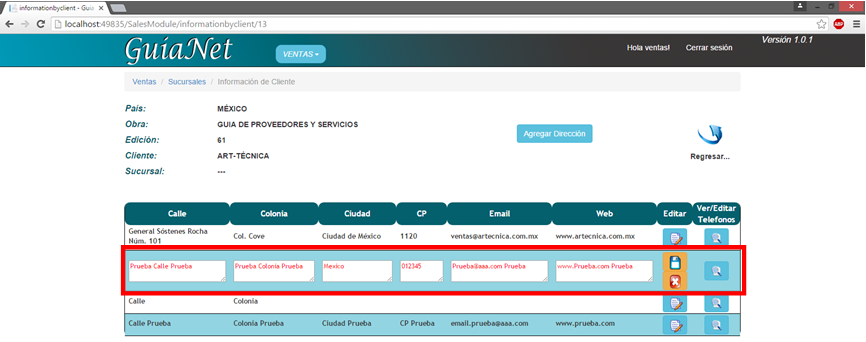 informationbyclient - Guía
localhost:49835/SalesModule/informationbyclient/13
ABP
GuíaNet
VENTAS
Hola ventas!
Cerrar sesión
Versión 1.0.1
Ventas / Sucursales / Información de Cliente
País: MÉXICO
Obra: GUIA DE PROVEEDORES Y SERVICIOS
Edición: 61
Cliente: ART-TÉCNICA
Sucursal: ---
Agregar Dirección
Regresar...
Calle Colonia Ciudad CP Email Web Editar Ver/Editar Telefonos
General Sóstenes Rocha Núm. 101 Col. Cove Ciudad de México 1120 ventas@artecnica.com.mx www.artecnica.com.mx
Prueba Calle Prueba Prueba Colonia Prueba Mexico 012345 Prueba@aaa.com Prueba www.Prueba.com Prueba
Calle Colonia
Calle Prueba Colonia Prueba Ciudad Prueba CP Prueba email.prueba@aaa.com www.prueba.com